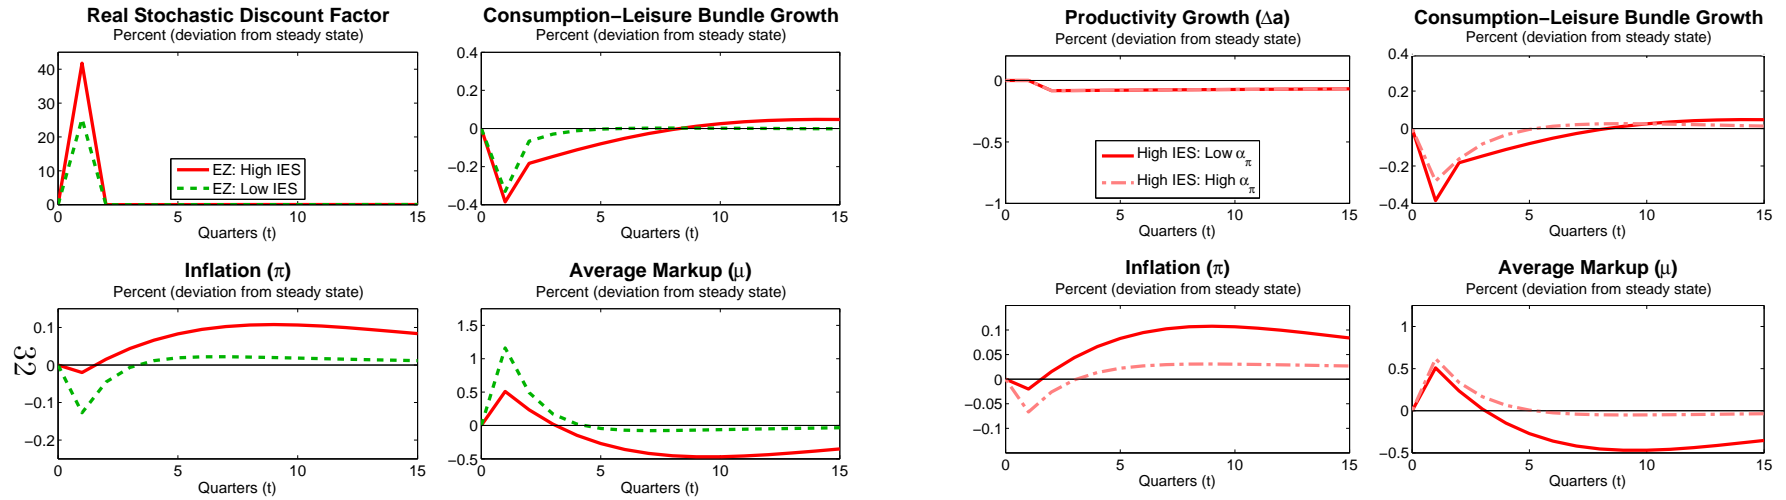 Real Stochastic Discount Factor
Percent (deviation from steady state)
40
30
20
10
0
EZ: High IES
EZ: Low IES
0 5 10 15
Quarters (t)
Consumption−Leisure Bundle Growth
Percent (deviation from steady state)
0.4
0.2
0
−0.2
−0.4
0 5 10 15
Quarters (t)
Productivity Growth (Δa)
Percent (deviation from steady state)
0
−0.5
−1
High IES: Low α_π
High IES: High α_π
0 5 10 15
Quarters (t)
Consumption−Leisure Bundle Growth
Percent (deviation from steady state)
0.4
0.2
0
−0.2
−0.4
0 5 10 15
Quarters (t)
Inflation (π)
Percent (deviation from steady state)
0.1
0
−0.1
−0.2
0 5 10 15
Quarters (t)
32
Average Markup (μ)
Percent (deviation from steady state)
1.5
1
0.5
0
−0.5
0 5 10 15
Quarters (t)
Inflation (π)
Percent (deviation from steady state)
0.1
0.05
0
−0.05
−0.1
0 5 10 15
Quarters (t)
Average Markup (μ)
Percent (deviation from steady state)
1
0.5
0
−0.5
0 5 10 15
Quarters (t)